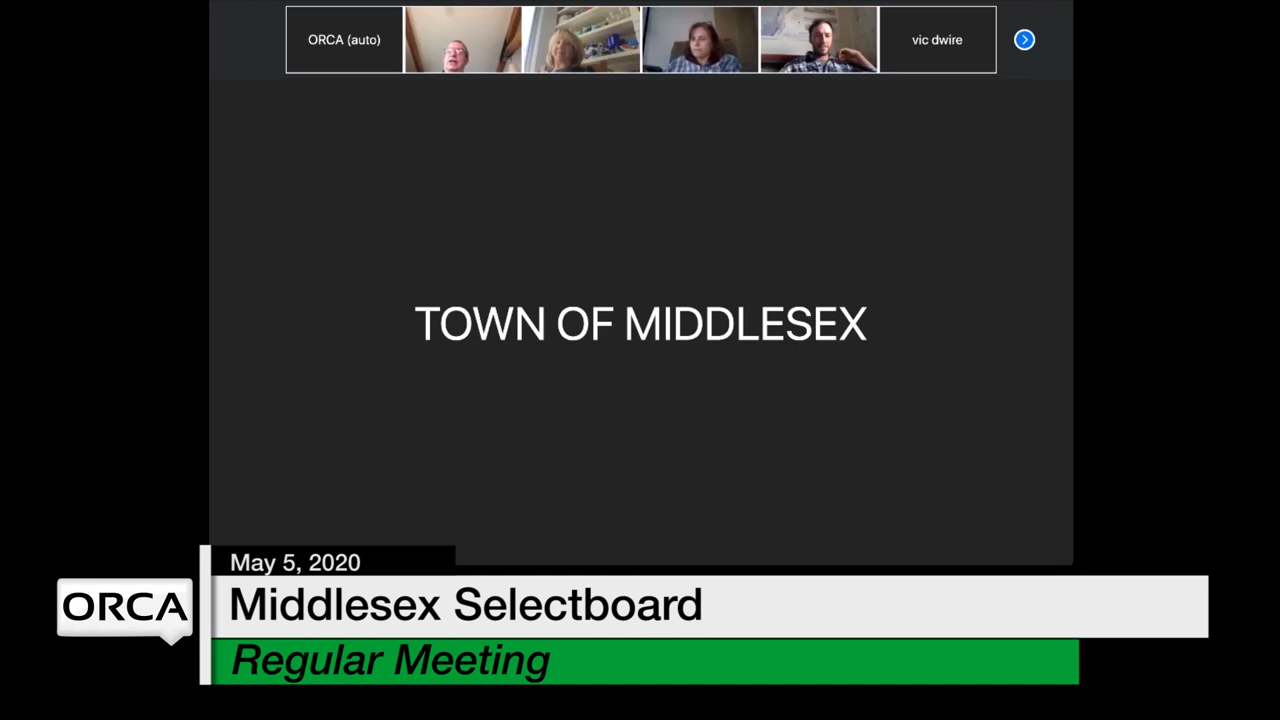 ORCA (auto)
vic dwire
TOWN OF MIDDLESEX
May 5, 2020
ORCA
Middlesex Selectboard
Regular Meeting